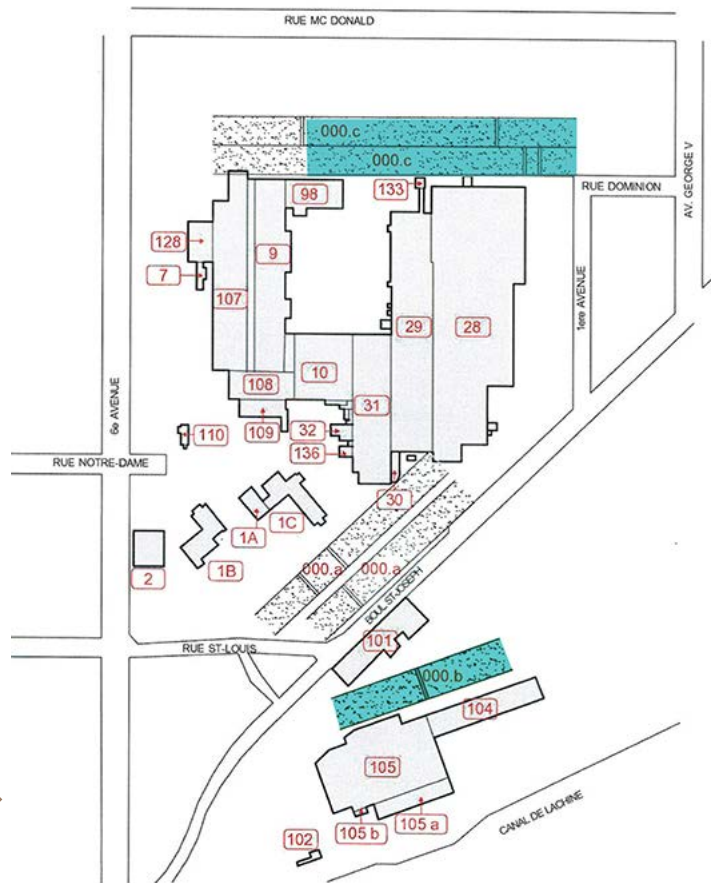 RUE MC DONALD
000.c
000.c
98
133
RUE DOMINION
AV. GEORGE V
128
9
7
107
29
28
1ere AVENUE
10
108
31
6e AVENUE
109
32
110
136
RUE NOTRE-DAME
30
1A
1C
2
1B
000.a
000.a
BOUL ST-JOSEPH
101
RUE ST-LOUIS
000.b
104
105
105 b
105 a
102
CANAL DE LACHINE